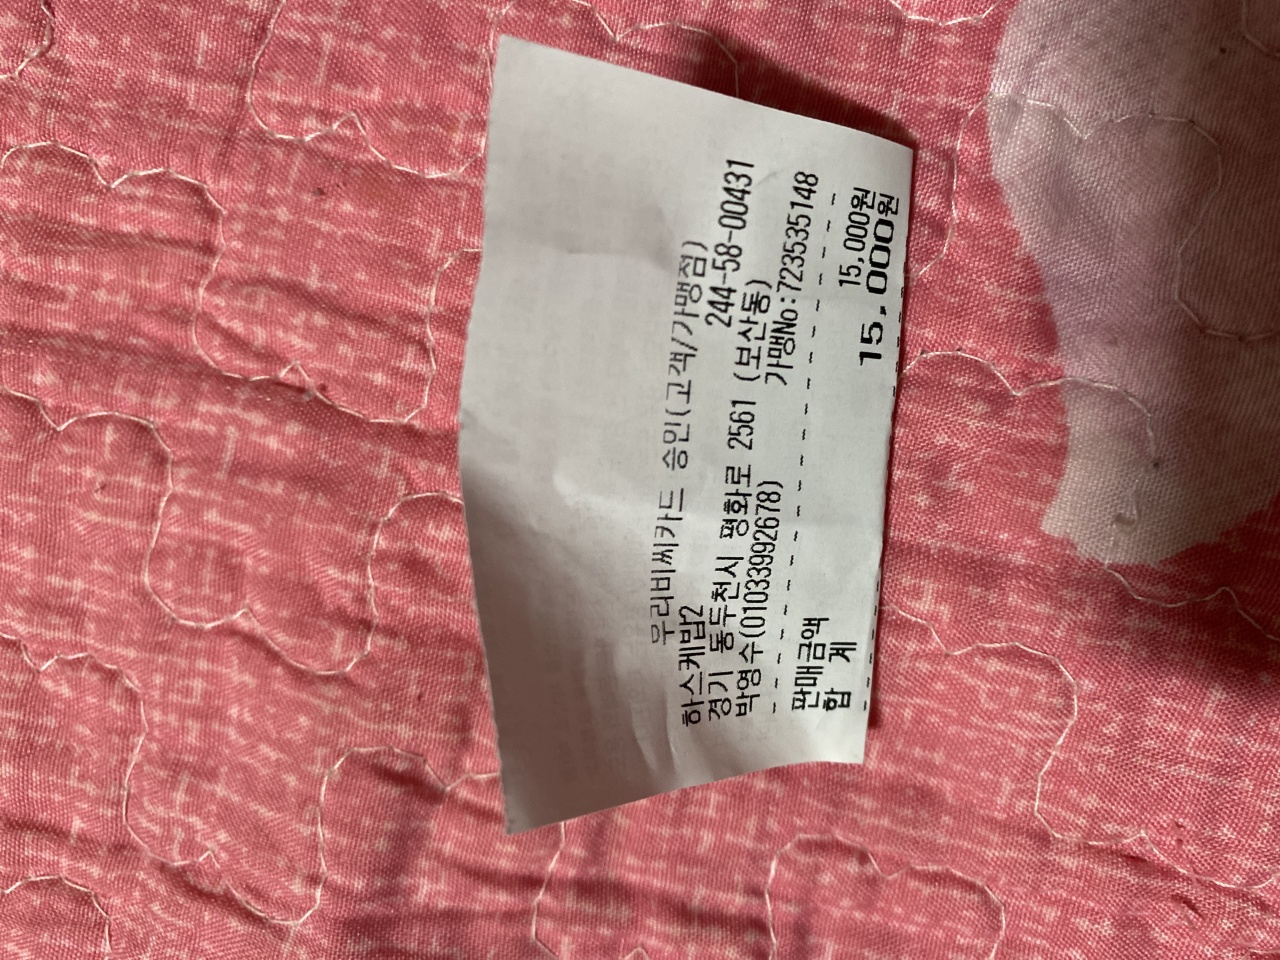 우리비씨카드 승인(고객/가맹점)
하스케밥2 244-58-00431
경기 동두천시 평화로 2561 (보산동)
박영수(01033992678) 가맹No:723535148
--------------------------------
판매금액 15,000원
합 계 15,000원
--------------------------------